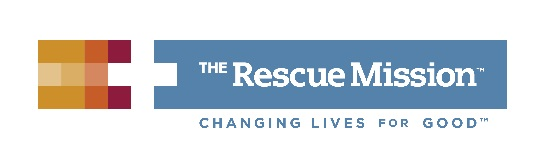 THE Rescue Mission™
CHANGING LIVES FOR GOOD™